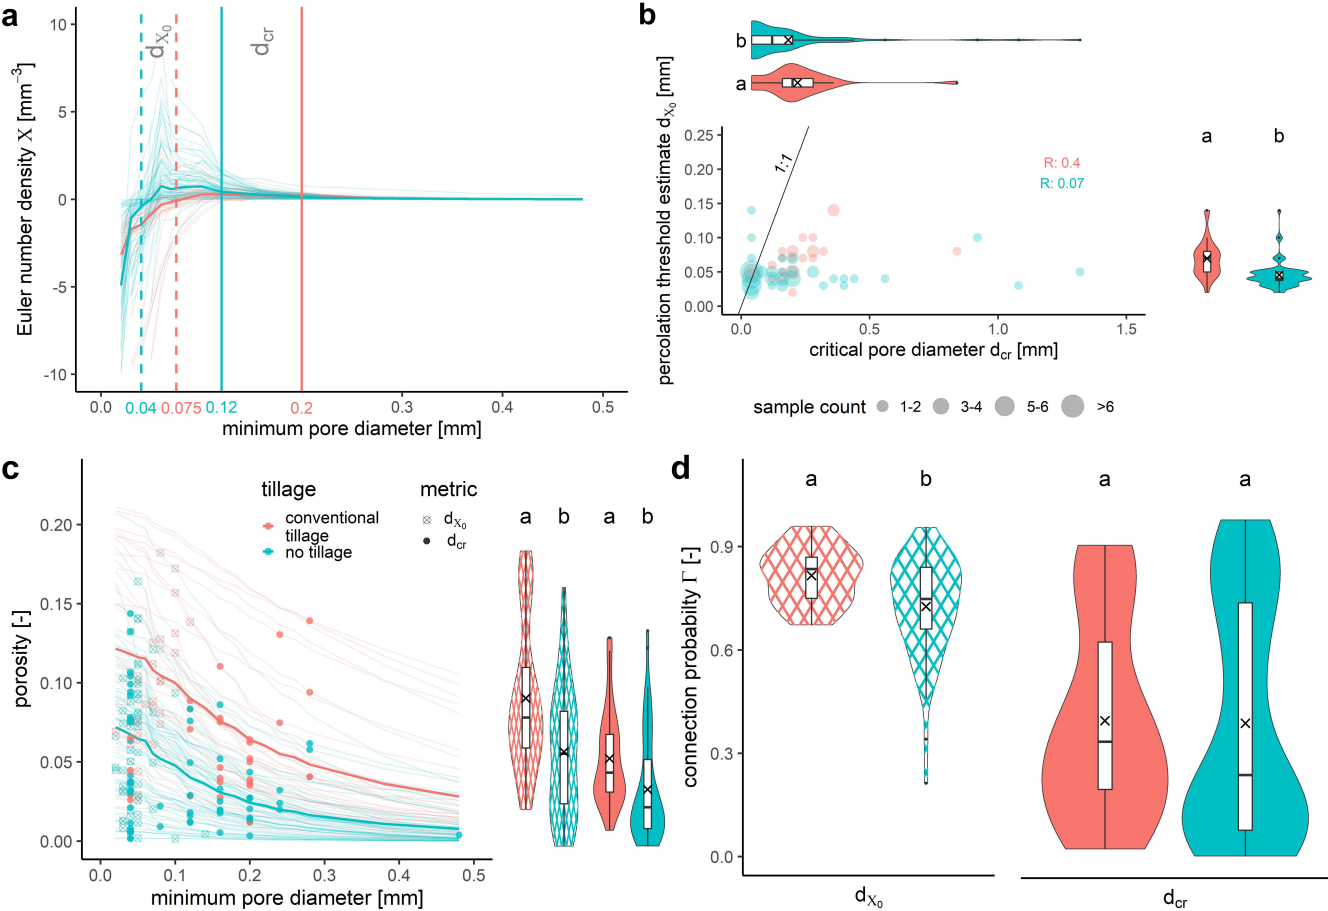 a
Euler number density X [mm⁻³]
10
5
0
-5
-10
d_X₀
d_cr
0.0
0.04
0.075
0.12
0.2
0.3
0.4
0.5
minimum pore diameter [mm]
b
b
a
percolation threshold estimate d_X₀ [mm]
0.25
0.20
0.15
0.10
0.05
0.00
1:1
R: 0.4
R: 0.07
a
b
0.0
0.5
1.0
1.5
critical pore diameter d_cr [mm]
sample count
1-2
3-4
5-6
>6
c
porosity [-]
0.20
0.15
0.10
0.05
0.00
tillage
conventional
tillage
no tillage
metric
d_X₀
d_cr
a
b
a
b
0.0
0.1
0.2
0.3
0.4
0.5
minimum pore diameter [mm]
d
connection probabilty Γ [-]
0.9
0.6
0.3
0.0
a
b
a
a
d_X₀
d_cr